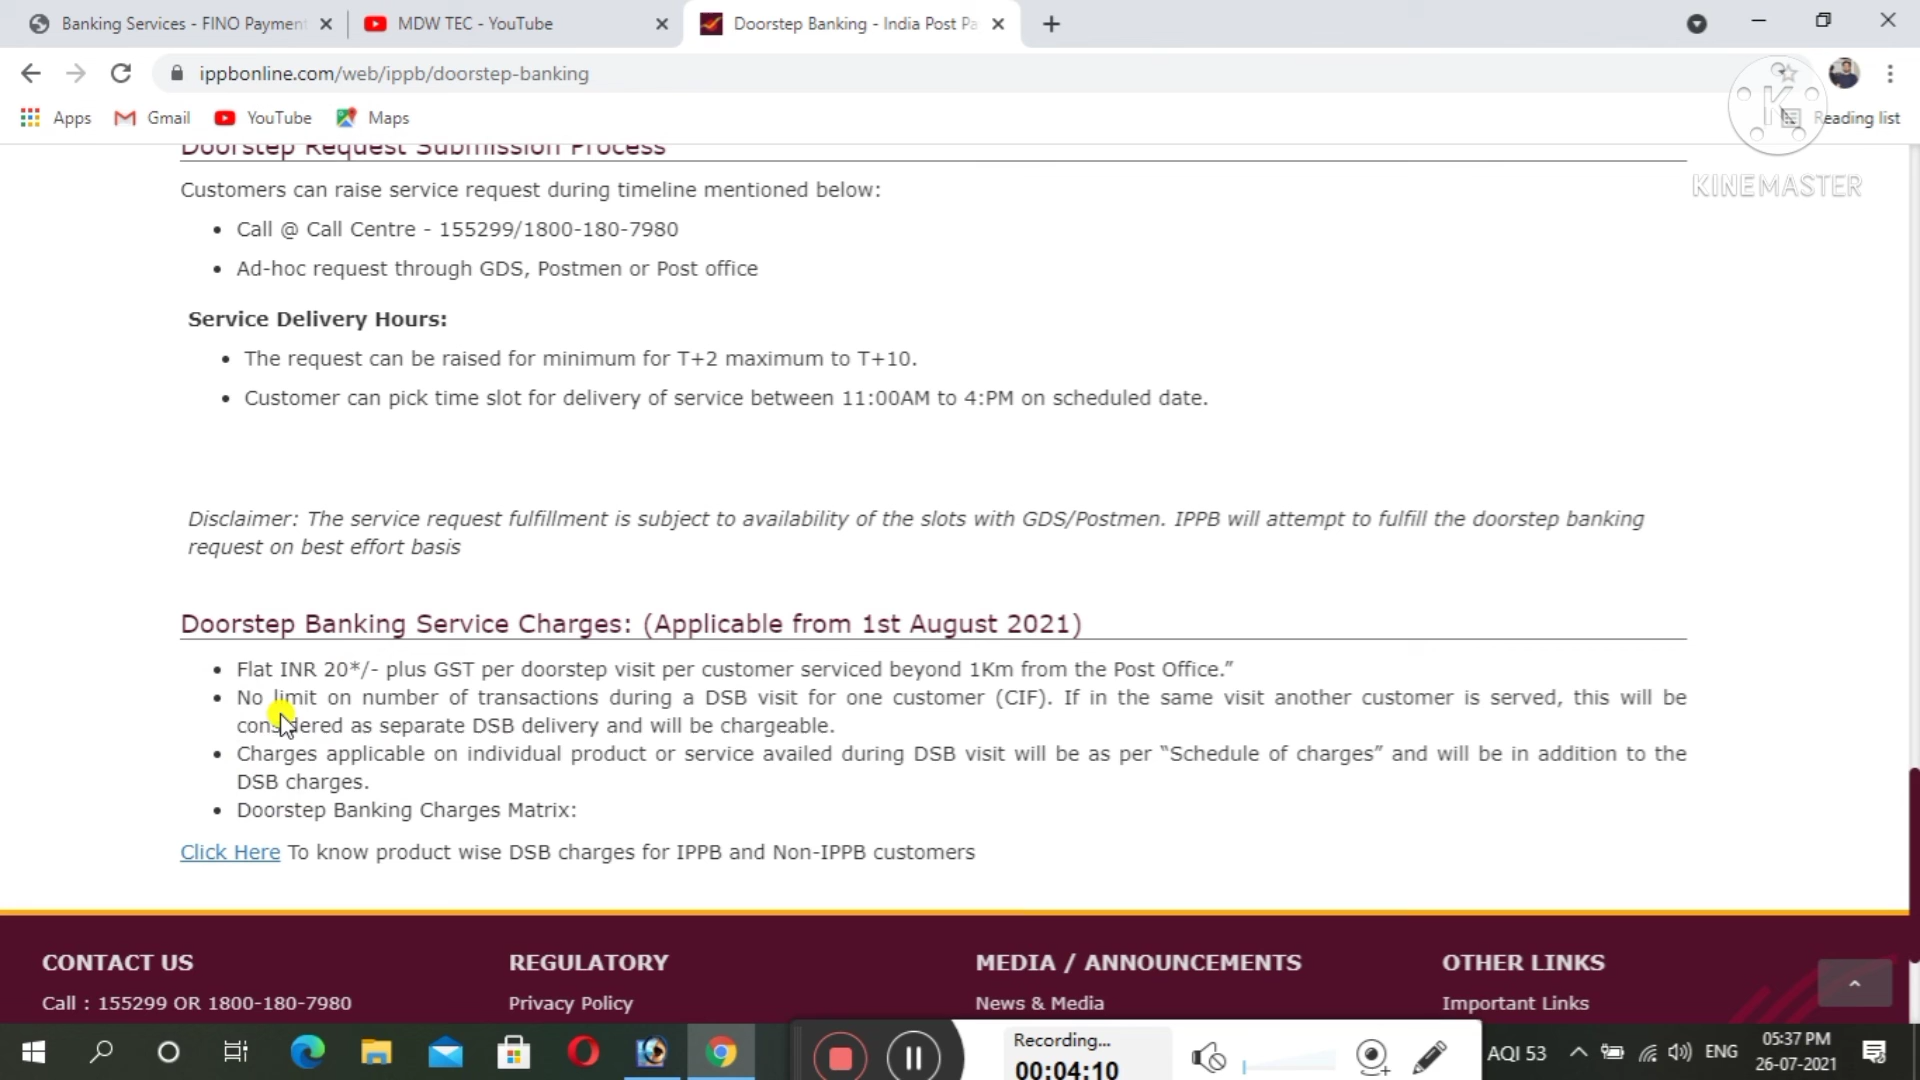 Banking Services - FINO Paymen
MDW TEC - YouTube
Doorstep Banking - India Post Pa
ippbonline.com/web/ippb/doorstep-banking
Apps
Gmail
YouTube
Maps
Reading list
KINEMASTER
Doorstep Request Submission Process
Customers can raise service request during timeline mentioned below:
• Call @ Call Centre - 155299/1800-180-7980
• Ad-hoc request through GDS, Postmen or Post office
Service Delivery Hours:
• The request can be raised for minimum for T+2 maximum to T+10.
• Customer can pick time slot for delivery of service between 11:00AM to 4:PM on scheduled date.
Disclaimer: The service request fulfillment is subject to availability of the slots with GDS/Postmen. IPPB will attempt to fulfill the doorstep banking
request on best effort basis
Doorstep Banking Service Charges: (Applicable from 1st August 2021)
• Flat INR 20*/- plus GST per doorstep visit per customer serviced beyond 1Km from the Post Office.”
• No limit on number of transactions during a DSB visit for one customer (CIF). If in the same visit another customer is served, this will be
considered as separate DSB delivery and will be chargeable.
• Charges applicable on individual product or service availed during DSB visit will be as per “Schedule of charges” and will be in addition to the
DSB charges.
• Doorstep Banking Charges Matrix:
Click Here To know product wise DSB charges for IPPB and Non-IPPB customers
CONTACT US
REGULATORY
MEDIA / ANNOUNCEMENTS
OTHER LINKS
Call : 155299 OR 1800-180-7980
Privacy Policy
News & Media
Important Links
Recording...
00:04:10
AQI 53
ENG
05:37 PM
26-07-2021